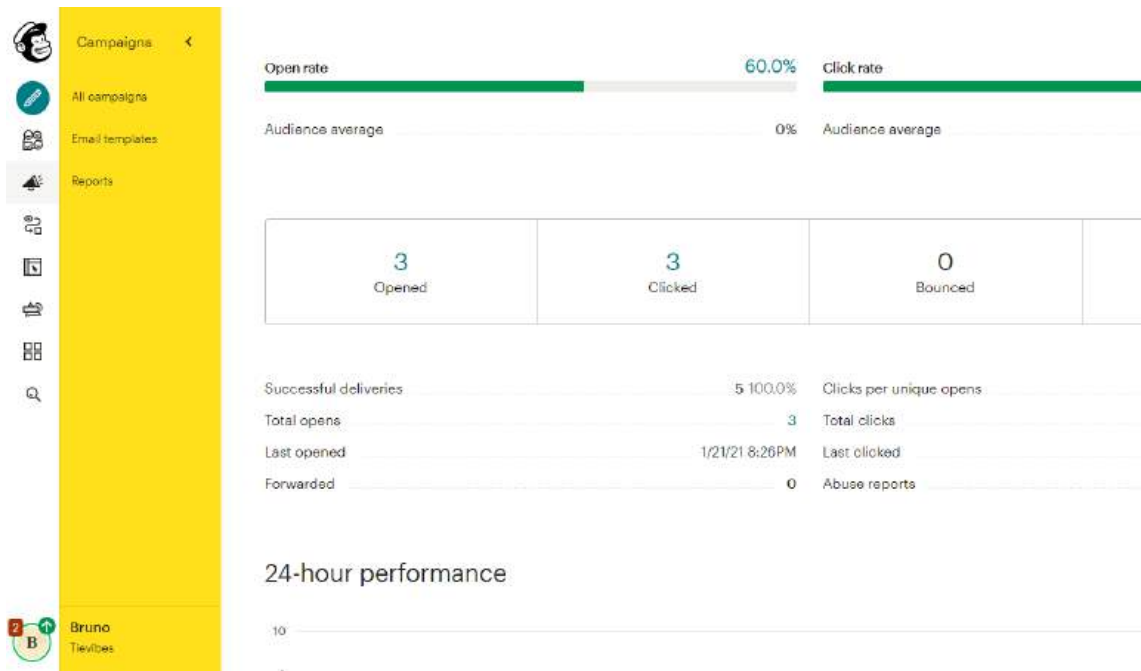 Campaigns
All campaigns
Email templates
Reports
2
B
Bruno
Tievibes
Open rate 60.0% Click rate
Audience average 0% Audience average
3 3 0
Opened Clicked Bounced
Successful deliveries 5 100.0% Clicks per unique opens
Total opens 3 Total clicks
Last opened 1/21/21 8:26PM Last clicked
Forwarded 0 Abuse reports
24-hour performance
10